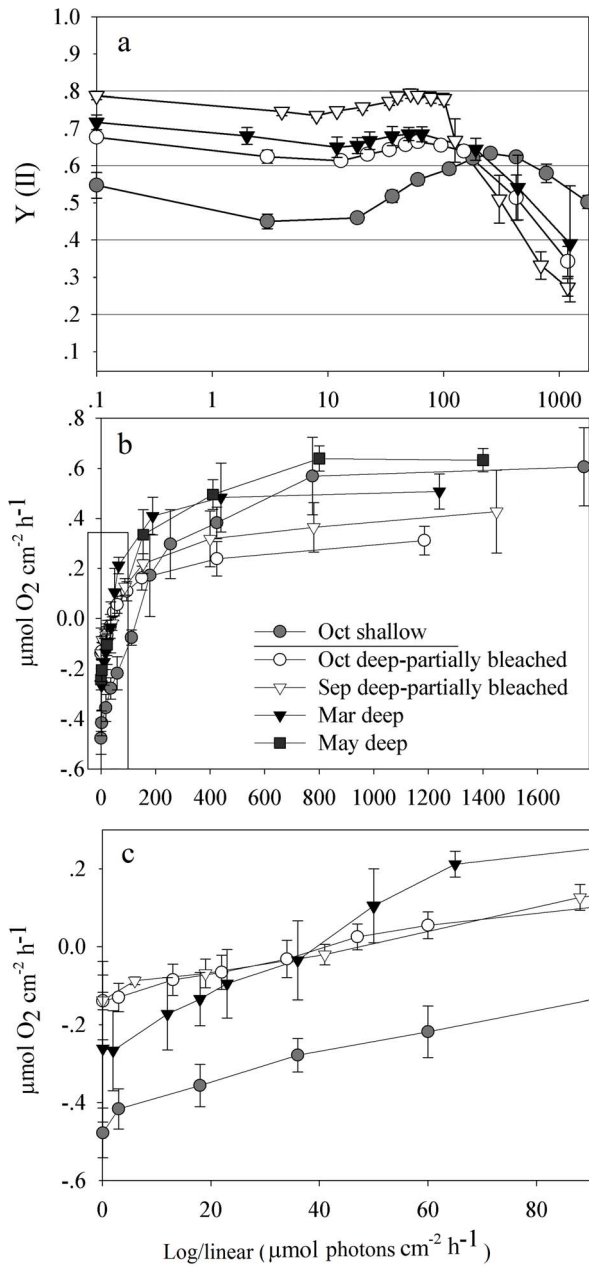 a
1.0
.9
.8
.7
.6
.5
.4
.3
.2
.1
Y (II)
.1 1 10 100 1000
b
.8
.6
.4
.2
0.0
-.2
-.4
-.6
μmol O2 cm-2 h-1
Oct shallow
Oct deep-partially bleached
Sep deep-partially bleached
Mar deep
May deep
0 200 400 600 800 1000 1200 1400 1600
c
.2
0.0
-.2
-.4
-.6
μmol O2 cm-2 h-1
0 20 40 60 80
Log/linear (μmol photons cm-2 h-1)